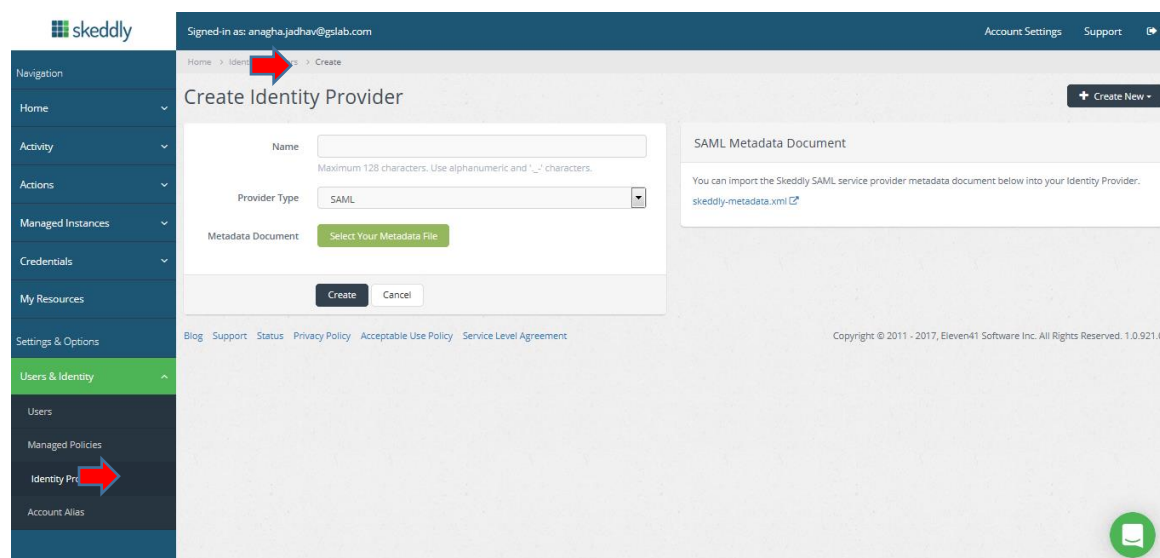 skeddly
Signed-in as: anagha.jadhav@gslab.com
Account Settings Support
Navigation
Home
Activity
Actions
Managed Instances
Credentials
My Resources
Settings & Options
Users & Identity
Users
Managed Policies
Identity
Account Alias
Home > > Create
Create Identity Provider
+ Create New
Name
Maximum 128 characters. Use alphanumeric and '._-' characters.
Provider Type SAML
Metadata Document Select Your Metadata File
Create Cancel
SAML Metadata Document
You can import the Skeddly SAML service provider metadata document below into your Identity Provider.
skeddly-metadata.xml
Blog Support Status Privacy Policy Acceptable Use Policy Service Level Agreement
Copyright © 2011 - 2017, Eleven41 Software Inc. All Rights Reserved. 1.0.921.